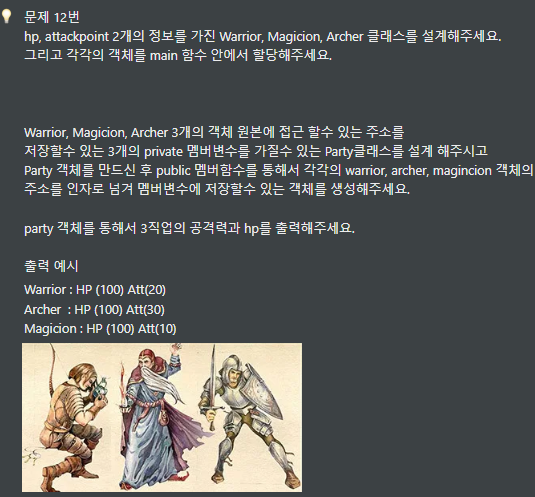 문제 12번
hp, attackpoint 2개의 정보를 가진 Warrior, Magicion, Archer 클래스를 설계해주세요.
그리고 각각의 객체를 main 함수 안에서 할당해주세요.
Warrior, Magicion, Archer 3개의 객체 원본에 접근 할수 있는 주소를
저장할수 있는 3개의 private 멤버변수를 가질수 있는 Party클래스를 설계 해주시고
Party 객체를 만드신 후 public 멤버함수를 통해서 각각의 warrior, archer, magincion 객체의
주소를 인자로 넘겨 멤버변수에 저장할수 있는 객체를 생성해주세요.
party 객체를 통해서 3직업의 공격력과 hp를 출력해주세요.
출력 예시
Warrior : HP (100) Att(20)
Archer : HP (100) Att(30)
Magicion : HP (100) Att(10)